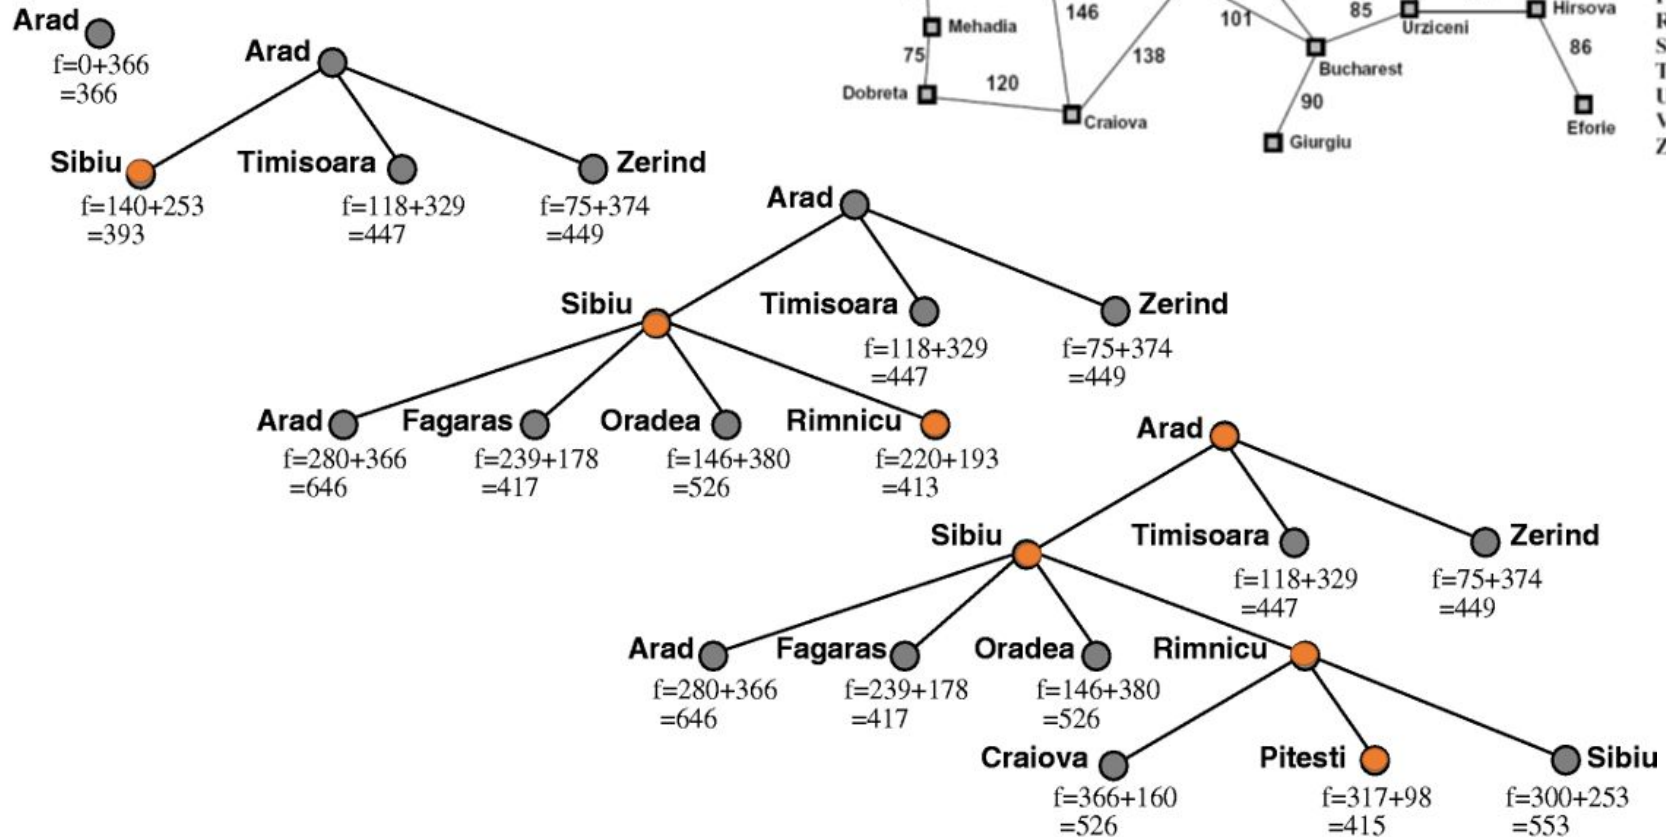 Arad
f=0+366
=366
Arad
Sibiu
f=140+253
=393
Timisoara
f=118+329
=447
Zerind
f=75+374
=449
Mehadia
75
Dobreta
120
146
138
Craiova
101
Bucharest
90
Giurgiu
85
Urziceni
Hirsova
86
Eforie
R
S
T
U
V
Z
Arad
Sibiu
Timisoara
f=118+329
=447
Zerind
f=75+374
=449
Arad
f=280+366
=646
Fagaras
f=239+178
=417
Oradea
f=146+380
=526
Rimnicu
f=220+193
=413
Arad
Sibiu
Timisoara
f=118+329
=447
Zerind
f=75+374
=449
Arad
f=280+366
=646
Fagaras
f=239+178
=417
Oradea
f=146+380
=526
Rimnicu
Craiova
f=366+160
=526
Pitesti
f=317+98
=415
Sibiu
f=300+253
=553